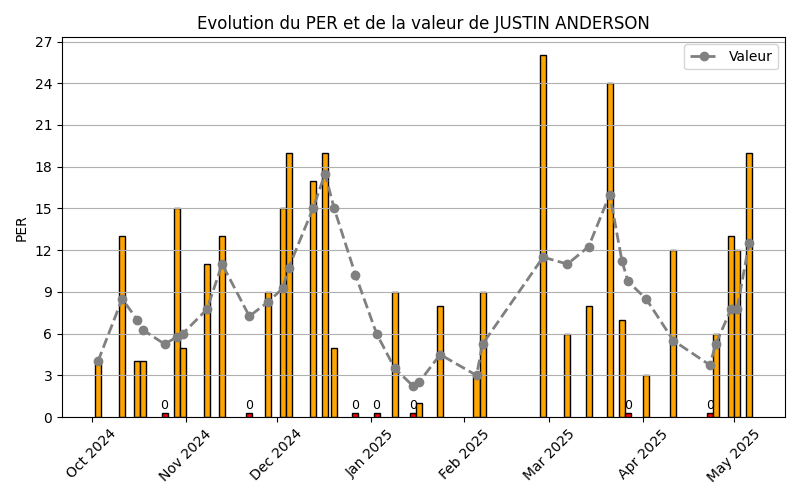 Evolution du PER et de la valeur de JUSTIN ANDERSON
Valeur
PER
27
24
21
18
15
12
9
6
3
0
0 0 0 0 0 0 0
Oct 2024 Nov 2024 Dec 2024 Jan 2025 Feb 2025 Mar 2025 Apr 2025 May 2025